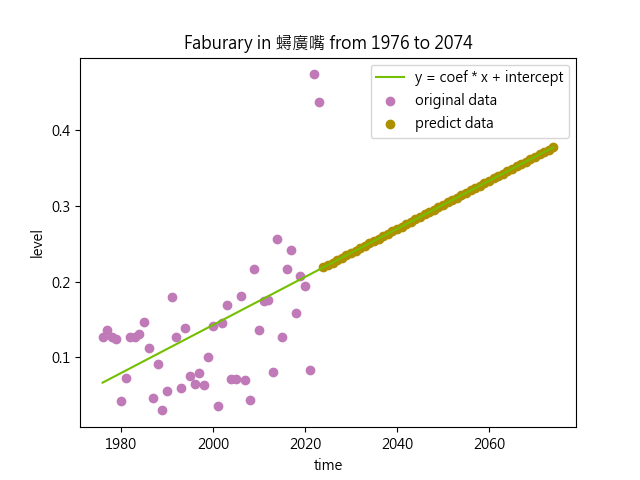 Faburary in 蟳廣嘴 from 1976 to 2074
y = coef * x + intercept
original data
predict data
level
0.4
0.3
0.2
0.1
1980 2000 2020 2040 2060
time